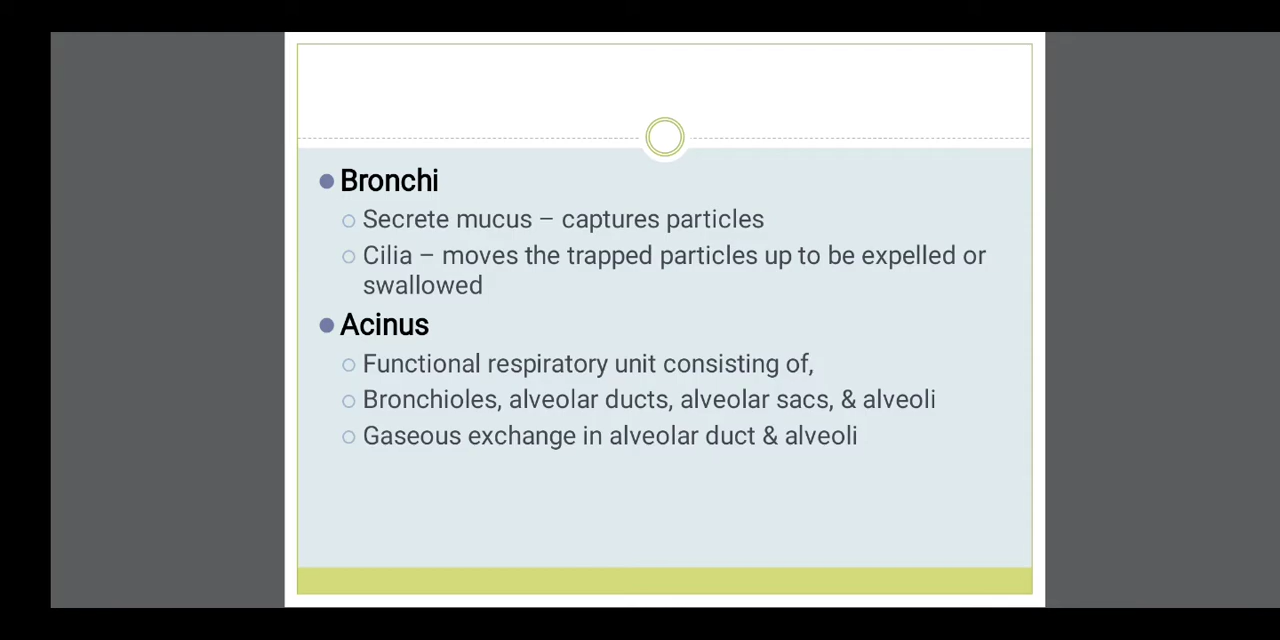 Bronchi
Secrete mucus – captures particles
Cilia – moves the trapped particles up to be expelled or
swallowed
Acinus
Functional respiratory unit consisting of,
Bronchioles, alveolar ducts, alveolar sacs, & alveoli
Gaseous exchange in alveolar duct & alveoli